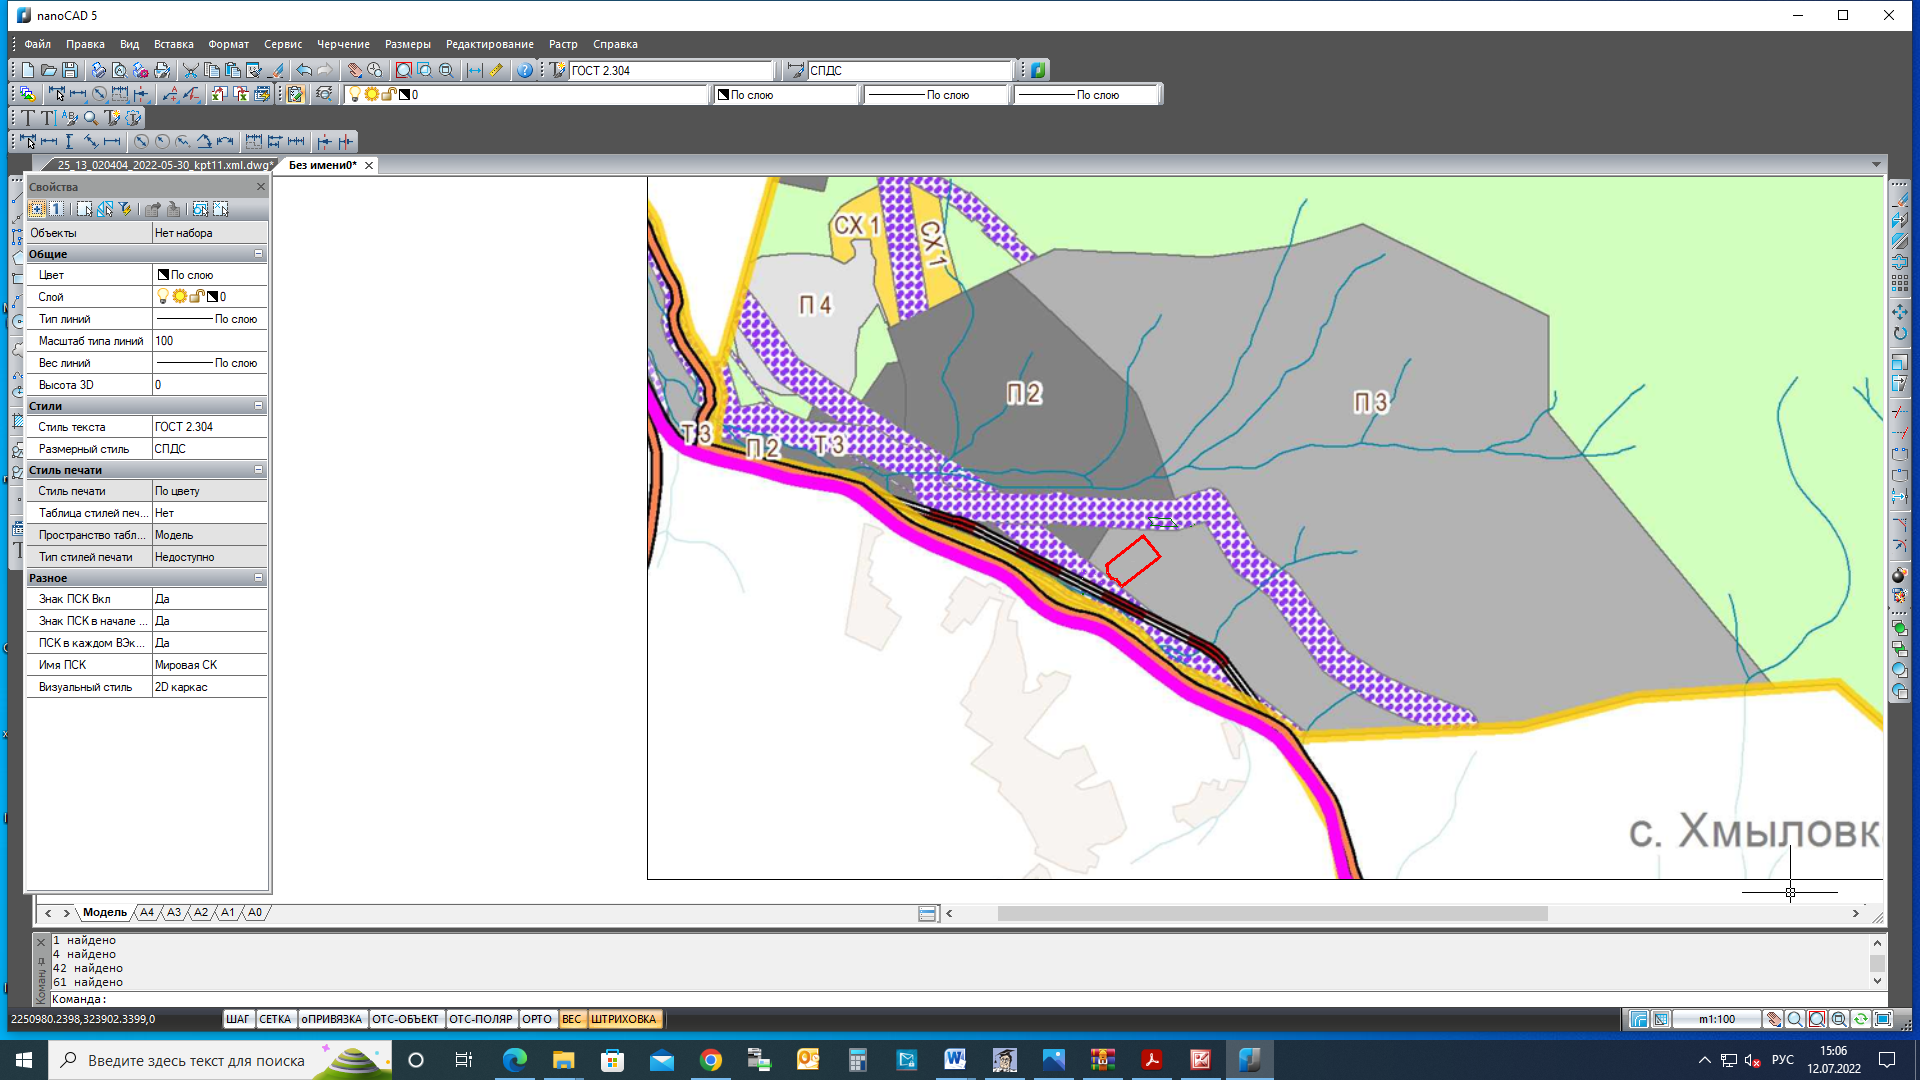 nanoCAD 5
Файл Правка Вид Вставка Формат Сервис Черчение Размеры Редактирование Растр Справка
ГОСТ 2.304 СПДС
0 По слою По слою По слою
25_13_020404_2022-05-30_kpt11.xml.dwg* Без имени0*
Свойства
Объекты Нет набора
Общие
Цвет По слою
Слой 0
Тип линий По слою
Масштаб типа линий 100
Вес линий По слою
Высота 3D 0
Стили
Стиль текста ГОСТ 2.304
Размерный стиль СПДС
Стиль печати
Стиль печати По цвету
Таблица стилей печ... Нет
Пространство табл... Модель
Тип стилей печати Недоступно
Разное
Знак ПСК Вкл Да
Знак ПСК в начале ... Да
ПСК в каждом ВЭк... Да
Имя ПСК Мировая СК
Визуальный стиль 2D каркас
СХ 1
СХ 1
П 4
П 2
П 3
Т 3
П 2
Т 3
с. Хмыловк
Модель А4 А3 А2 А1 А0
1 найдено
4 найдено
42 найдено
61 найдено
Команда:
2250980.2398,323902.3399,0 ШАГ СЕТКА оПРИВЯЗКА ОТС-ОБЪЕКТ ОТС-ПОЛЯР ОРТО ВЕС ШТРИХОВКА m1:100
Введите здесь текст для поиска
РУС
15:06
12.07.2022